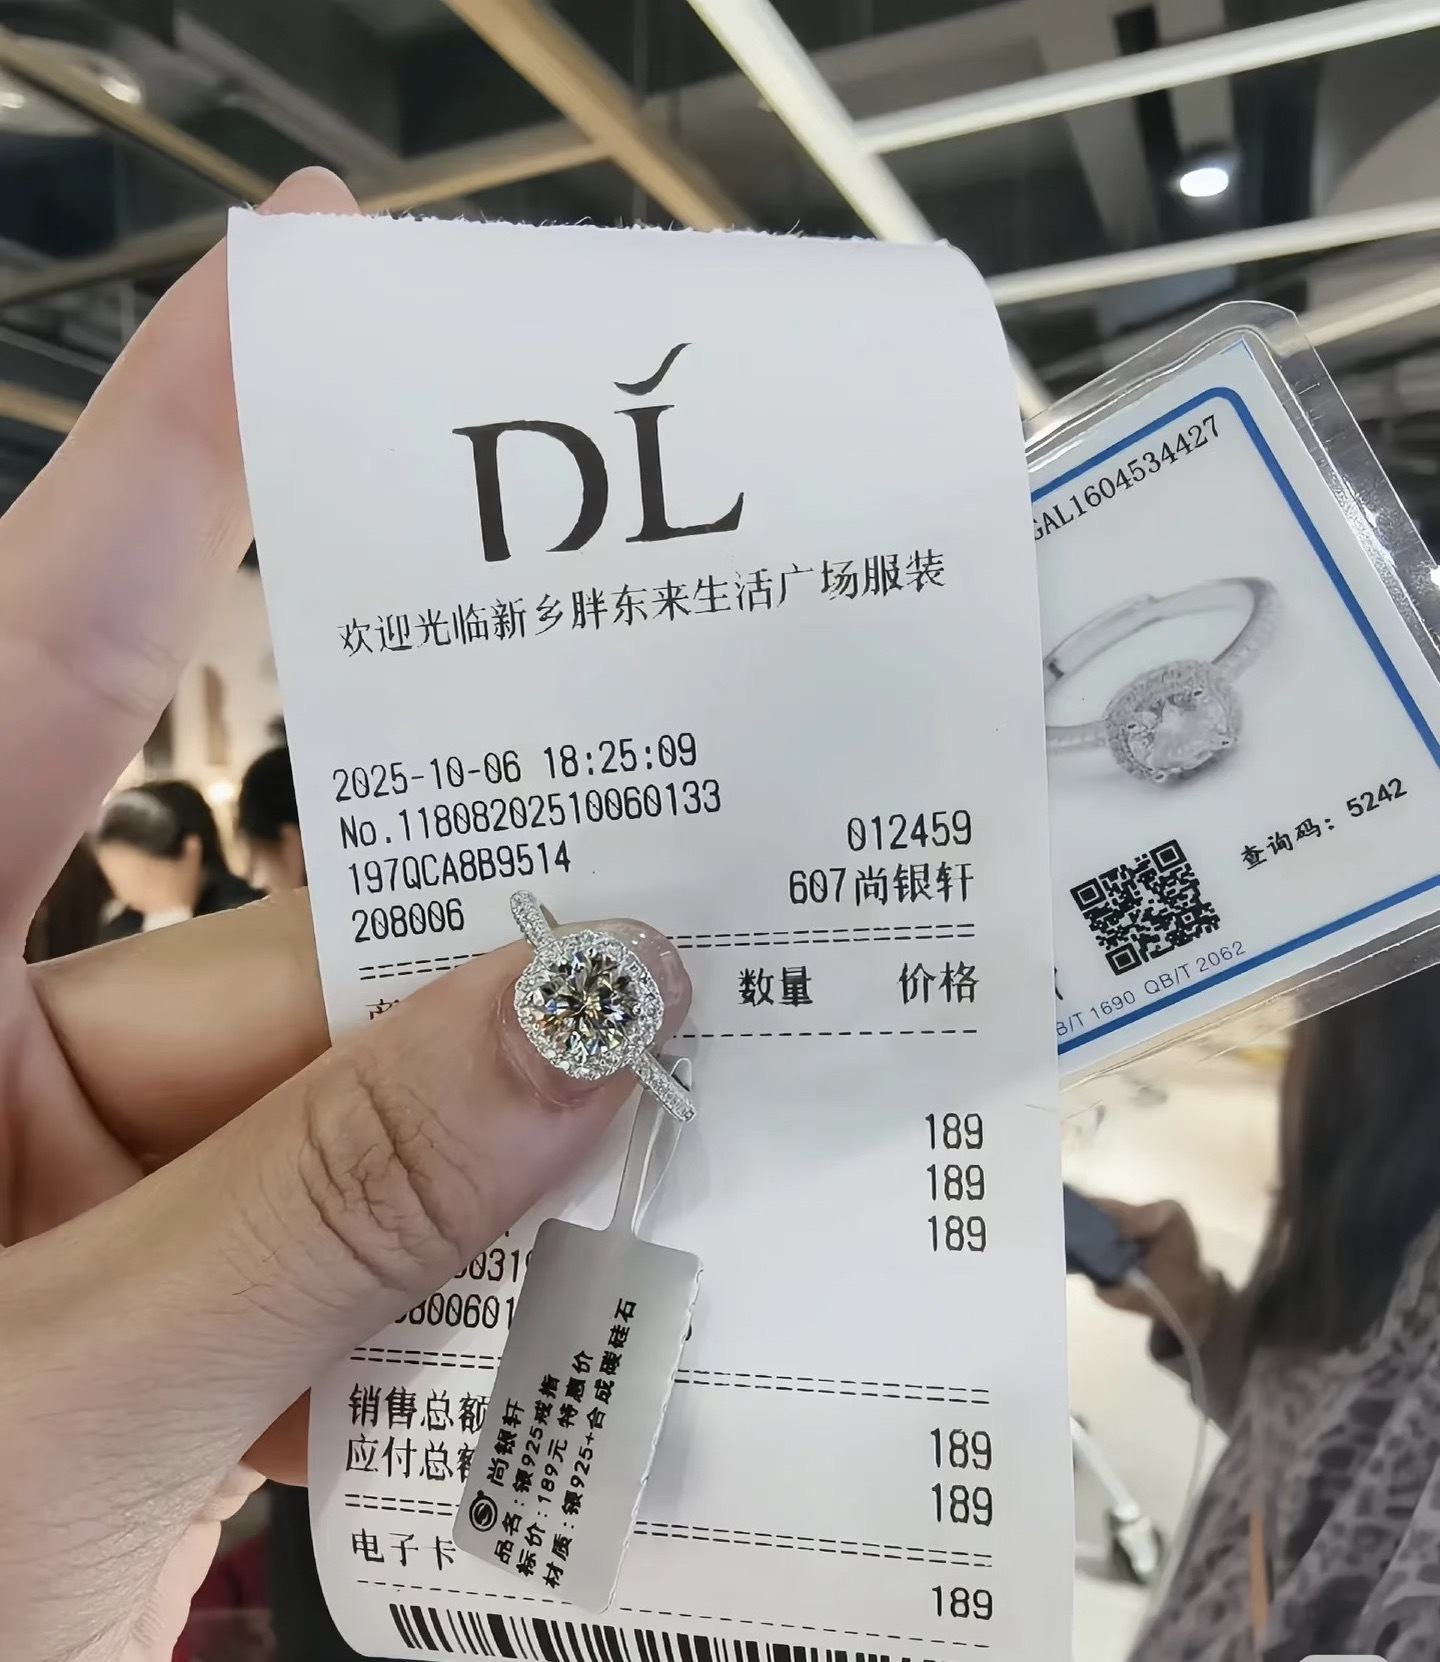 DL
欢迎光临新乡胖东来生活广场服装
2025-10-06 18:25:09
No.11808202510060133
197QCA8B9514 012459
208006 607尚银轩
数量 价格
189
189
189
销售总额 189
应付总 189
电子卡 189
尚银轩
品名:银925戒指
标价:189元 特惠价
材质:银925+合成碳硅石
GAL1604534427
查询码: 5242
B/T 1690 QB/T 2062